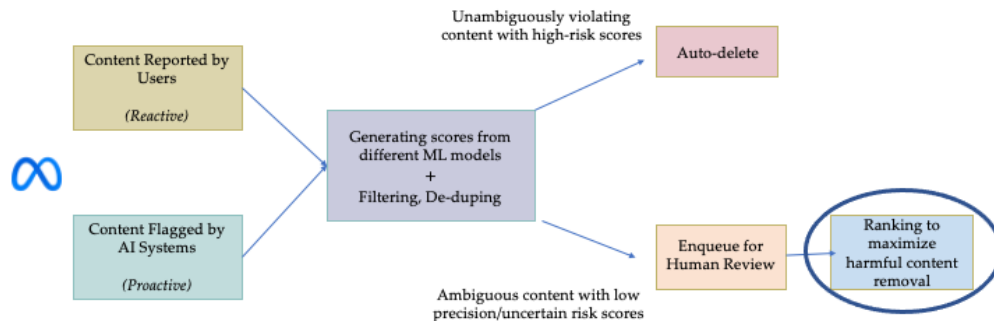 Unambiguously violating
content with high-risk scores
Content Reported by
Users
(Reactive)
Auto-delete
Generating scores from
different ML models
+
Filtering, De-duping
Content Flagged by
AI Systems
(Proactive)
Enqueue for
Human Review
Ranking to
maximize
harmful content
removal
Ambiguous content with low
precision/uncertain risk scores